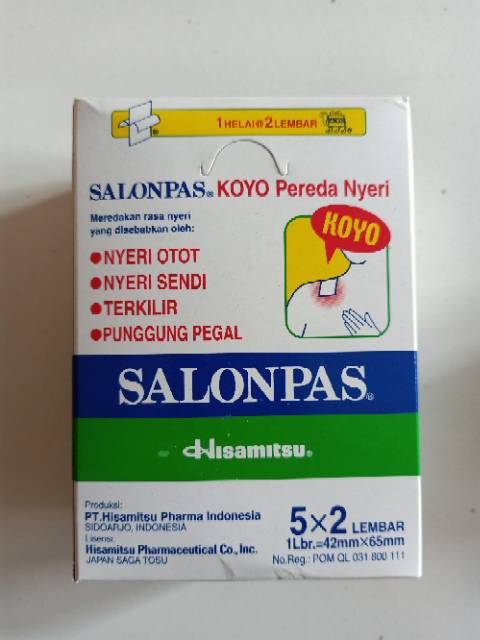 1 HELAI@2 LEMBAR
SALONPAS® KOYO Pereda Nyeri
Meredakan rasa nyeri
yang disebabkan oleh:
KOYO
●NYERI OTOT
●NYERI SENDI
●TERKILIR
●PUNGGUNG PEGAL
SALONPAS®
Hisamitsu®
Produksi:
PT.Hisamitsu Pharma Indonesia
SIDOARJO, INDONESIA
Lisensi:
Hisamitsu Pharmaceutical Co., Inc.
JAPAN SAGA TOSU
5×2 LEMBAR
1Lbr.=42mm×65mm
No.Reg.: POM QL 031 800 111